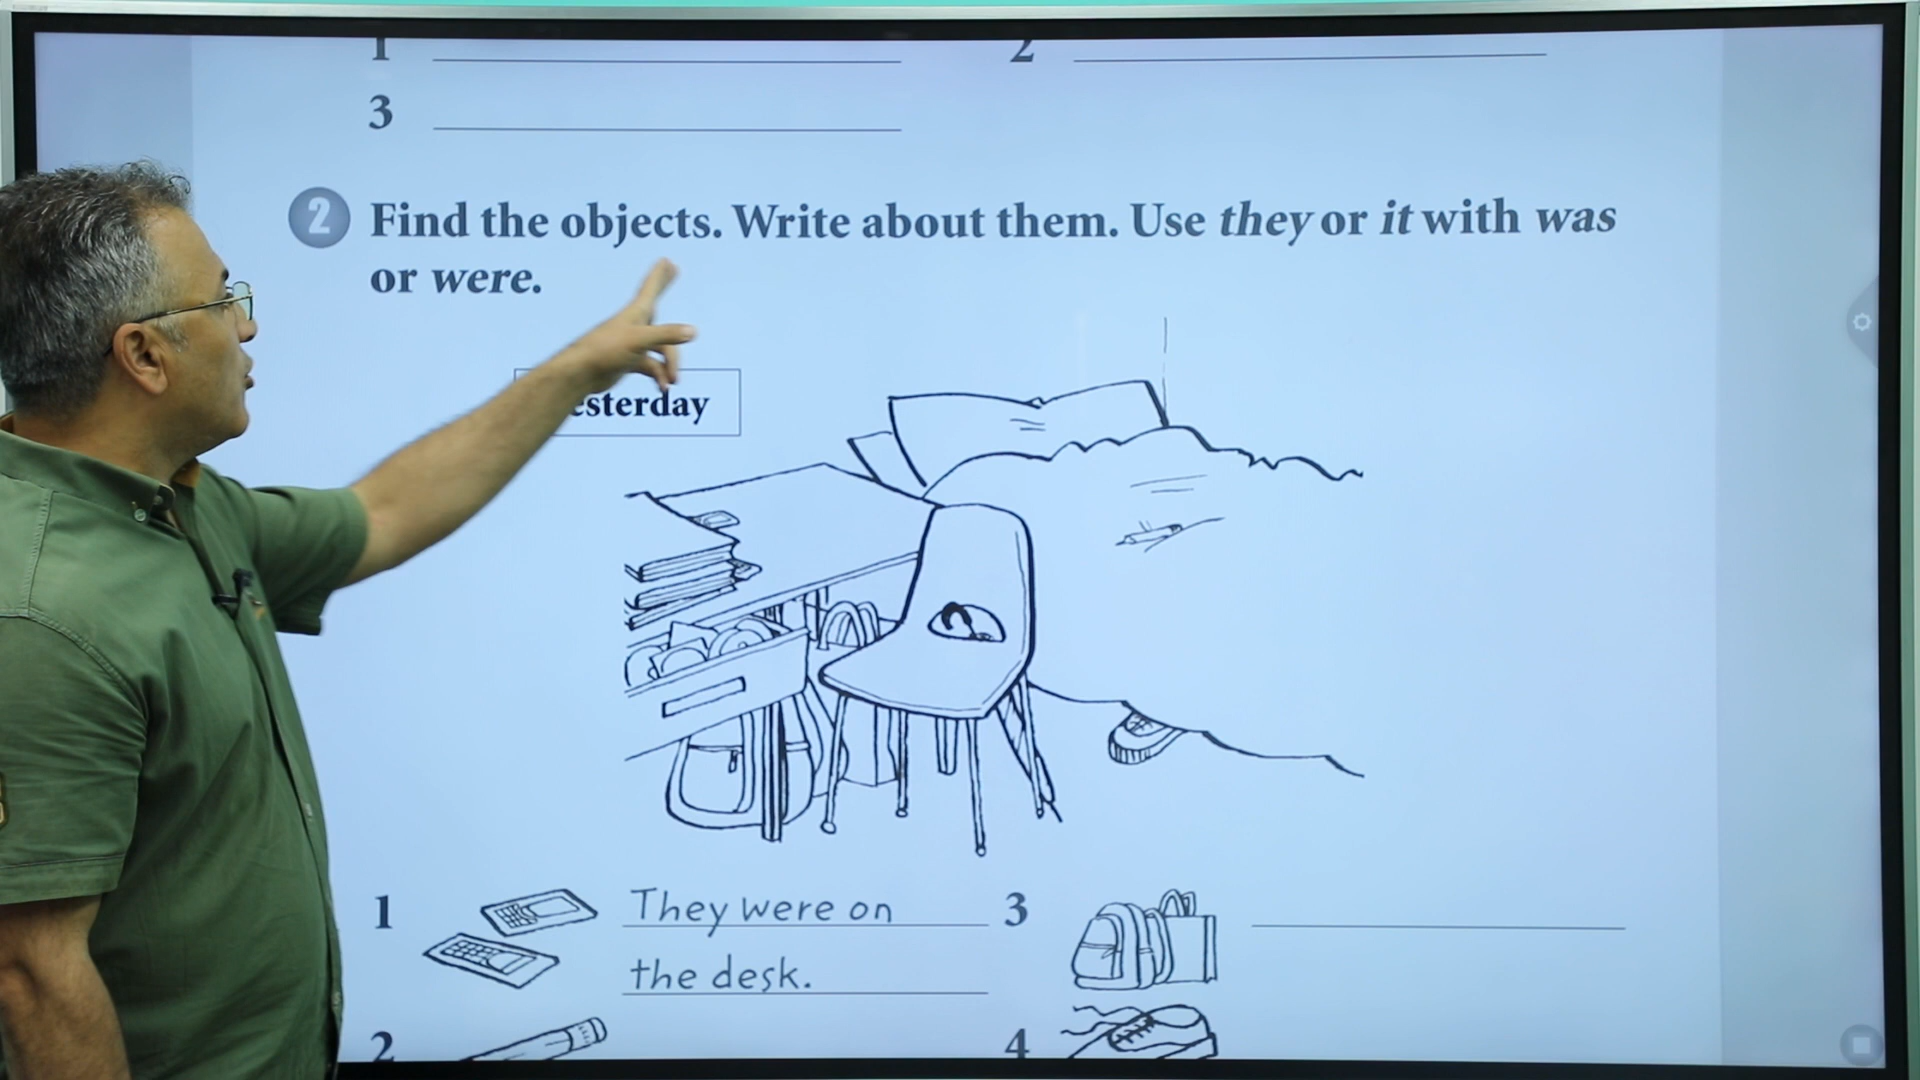 1
2
3
2 Find the objects. Write about them. Use they or it with was
or were.
1 They were on
the desk.
3
2
4